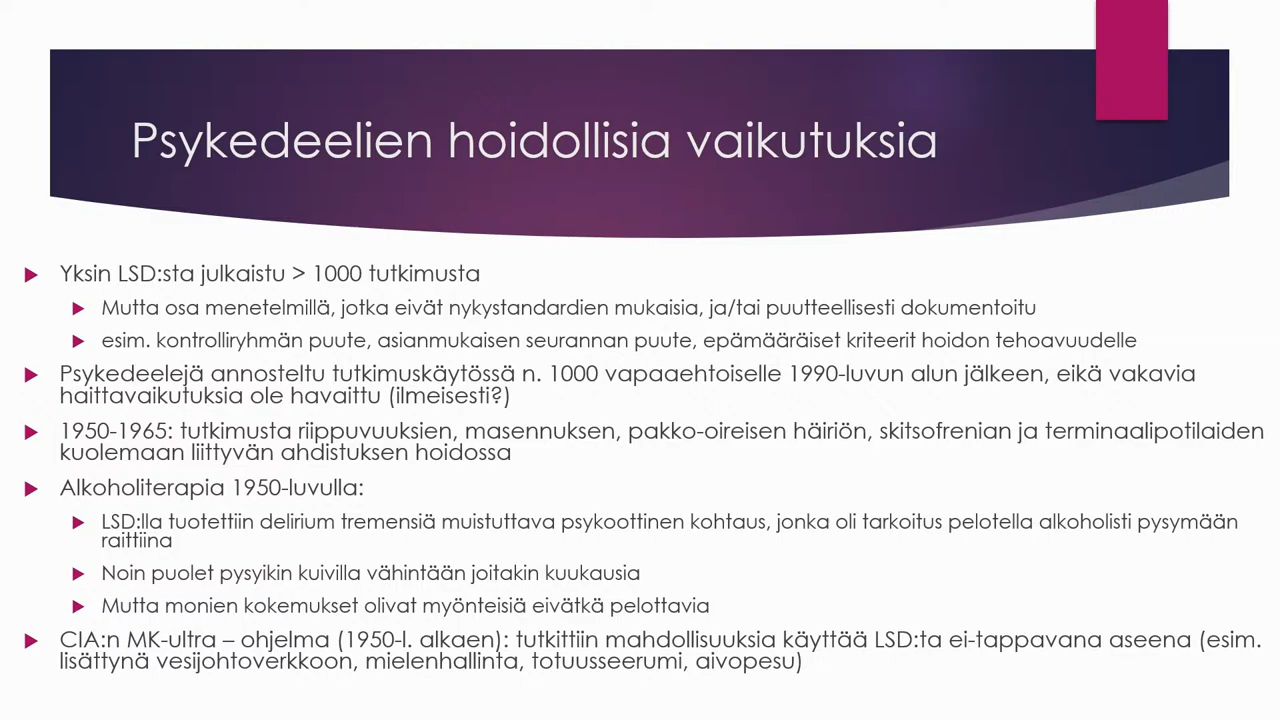 Psykedeelien hoidollisia vaikutuksia
Yksin LSD:sta julkaistu > 1000 tutkimusta
Mutta osa menetelmillä, jotka eivät nykystandardien mukaisia, ja/tai puutteellisesti dokumentoitu
esim. kontrolliryhmän puute, asianmukaisen seurannan puute, epämääräiset kriteerit hoidon tehoavuudelle
Psykedeelejä annosteltu tutkimuskäytössä n. 1000 vapaaehtoiselle 1990-luvun alun jälkeen, eikä vakavia
haittavaikutuksia ole havaittu (ilmeisesti?)
1950-1965: tutkimusta riippuvuuksien, masennuksen, pakko-oireisen häiriön, skitsofrenian ja terminaalipotilaiden
kuolemaan liittyvän ahdistuksen hoidossa
Alkoholiterapia 1950-luvulla:
LSD:lla tuotettiin delirium tremensiä muistuttava psykoottinen kohtaus, jonka oli tarkoitus pelotella alkoholisti pysymään
raittiina
Noin puolet pysyikin kuivilla vähintään joitakin kuukausia
Mutta monien kokemukset olivat myönteisiä eivätkä pelottavia
CIA:n MK-ultra – ohjelma (1950-l. alkaen): tutkittiin mahdollisuuksia käyttää LSD:ta ei-tappavana aseena (esim.
lisättynä vesijohtoverkkoon, mielenhallinta, totuusseerumi, aivopesu)